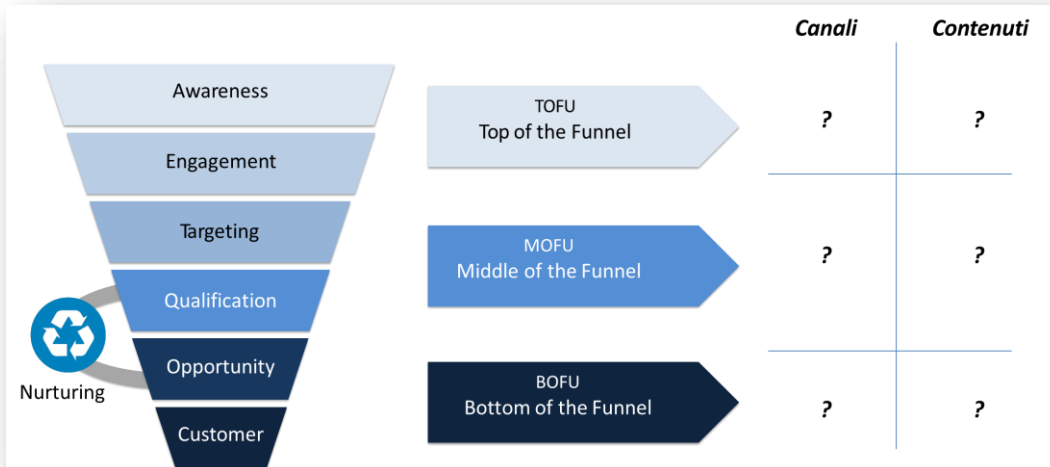 Canali Contenuti
Awareness
Engagement
Targeting
Qualification
Opportunity
Customer
Nurturing
TOFU
Top of the Funnel
? ?
MOFU
Middle of the Funnel
? ?
BOFU
Bottom of the Funnel
? ?